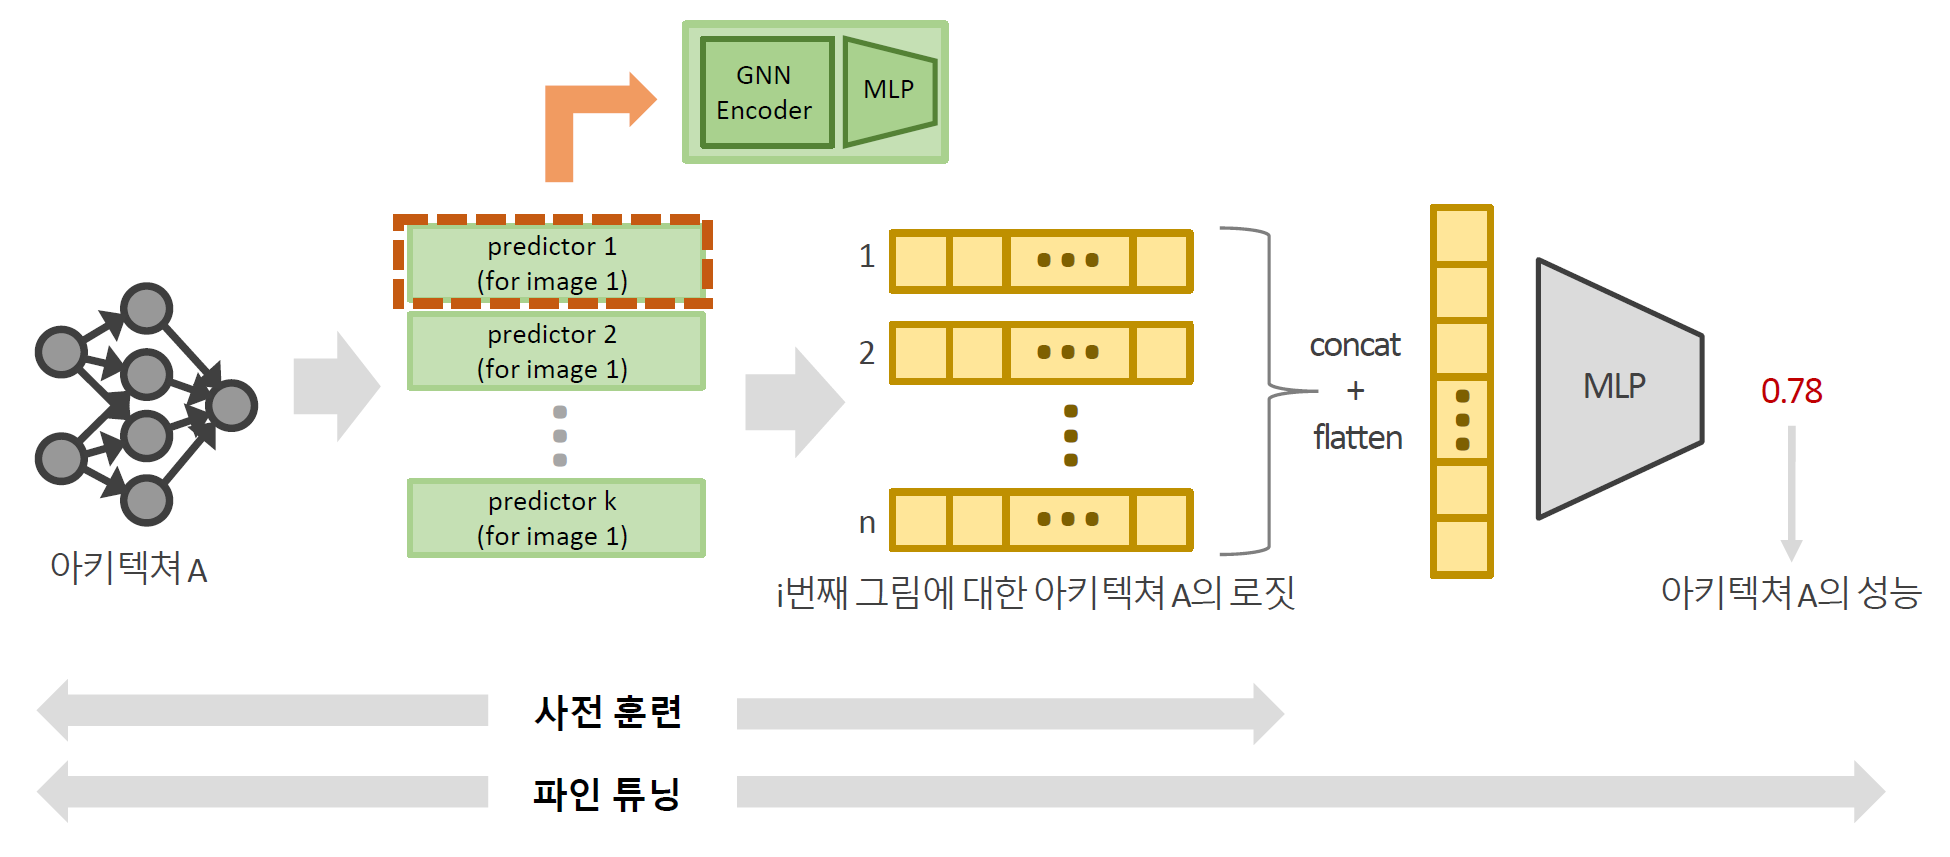 GNN
Encoder
MLP
predictor 1
(for image 1)
predictor 2
(for image 1)
predictor k
(for image 1)
아키텍쳐 A
1
2
n
i번째 그림에 대한 아키텍쳐 A의 로짓
concat
+
flatten
MLP
0.78
아키텍쳐 A의 성능
사전 훈련
파인 튜닝